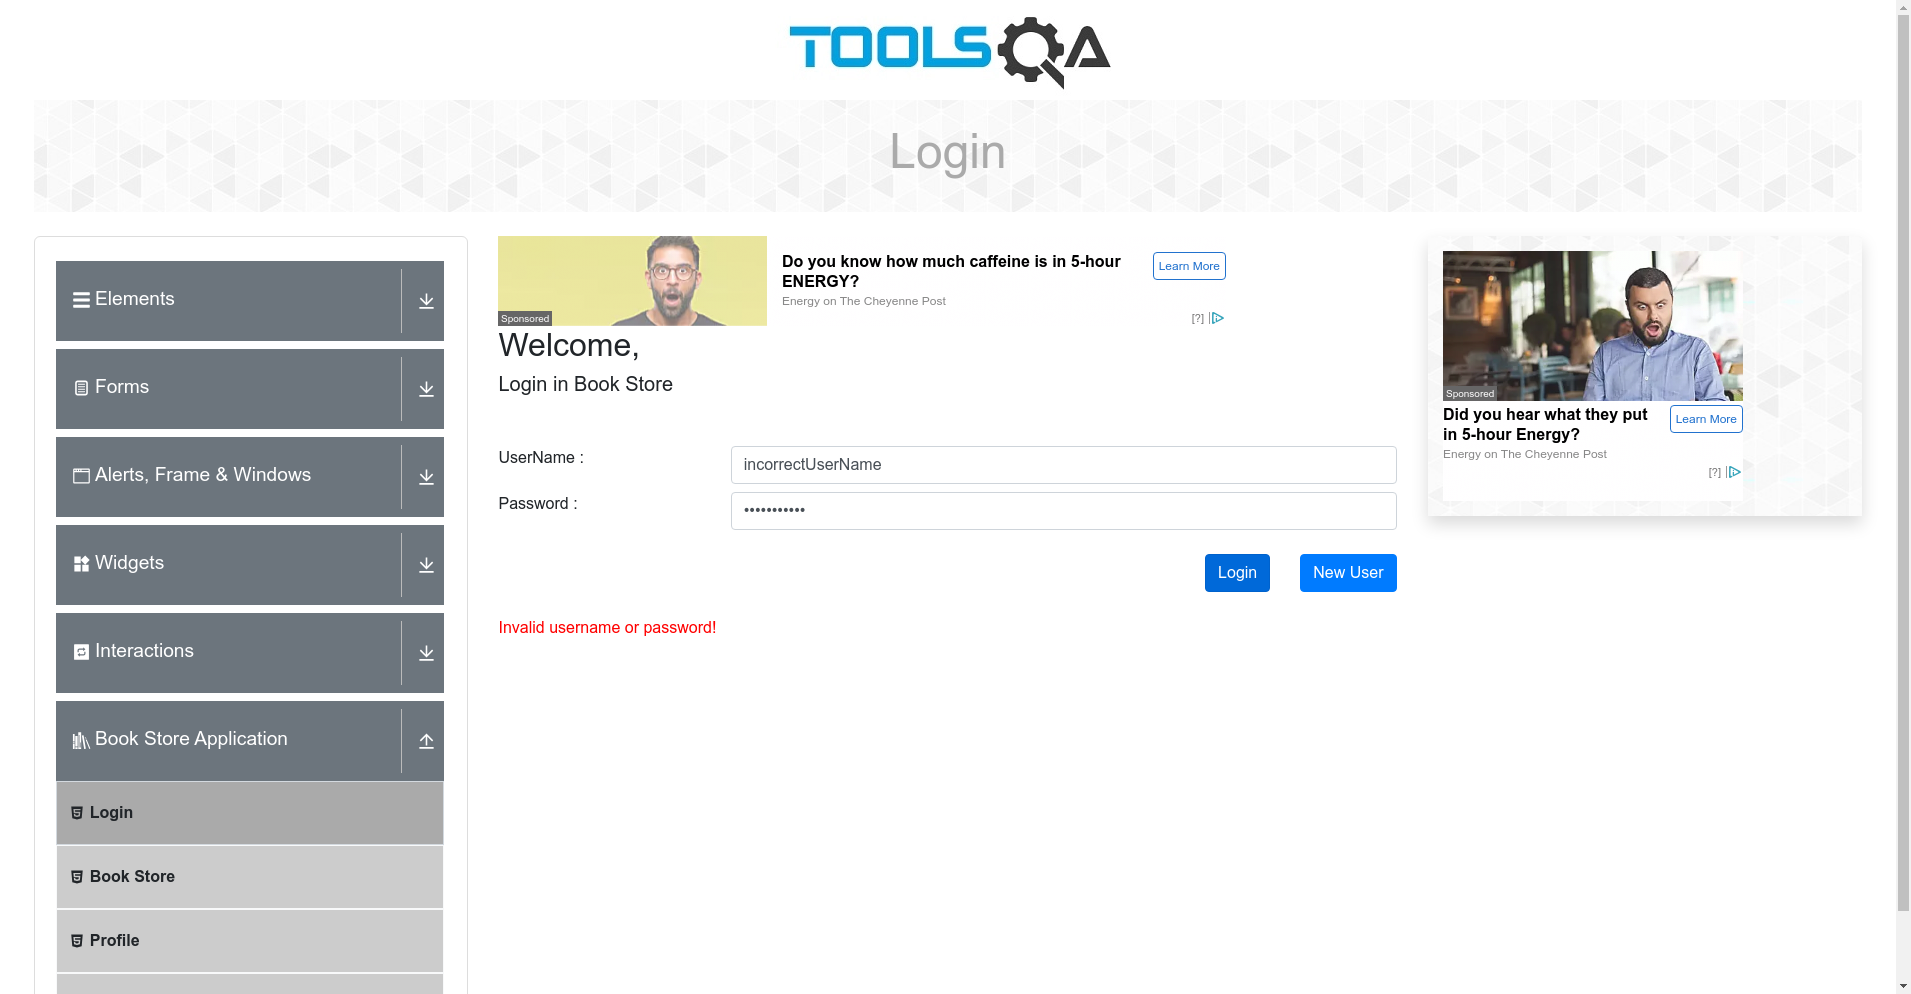 TOOLSQA
Login
Elements
Forms
Alerts, Frame & Windows
Widgets
Interactions
Book Store Application
Login
Book Store
Profile
Sponsored
Do you know how much caffeine is in 5-hour
ENERGY?
Energy on The Cheyenne Post
Learn More
[?]
Welcome,
Login in Book Store
UserName :
incorrectUserName
Password :
•••••••••••
Login
New User
Invalid username or password!
Sponsored
Did you hear what they put
in 5-hour Energy?
Energy on The Cheyenne Post
Learn More
[?]